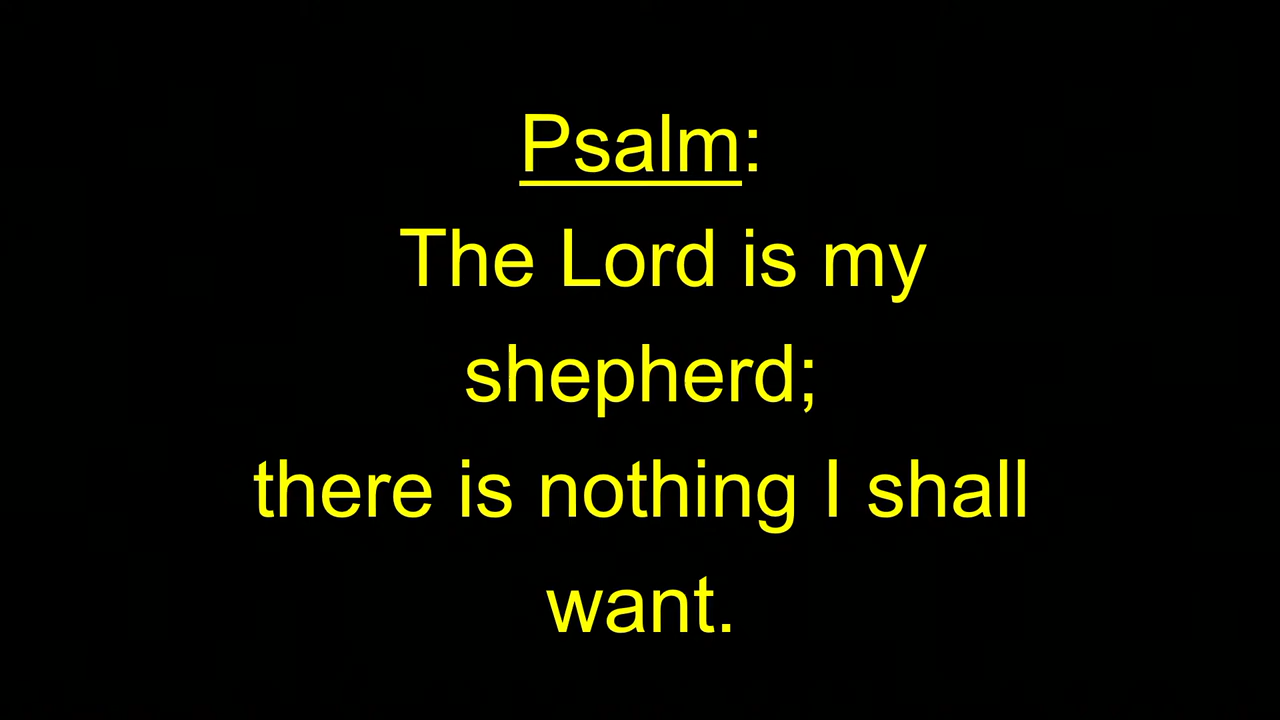 Psalm:
The Lord is my
shepherd;
there is nothing I shall
want.